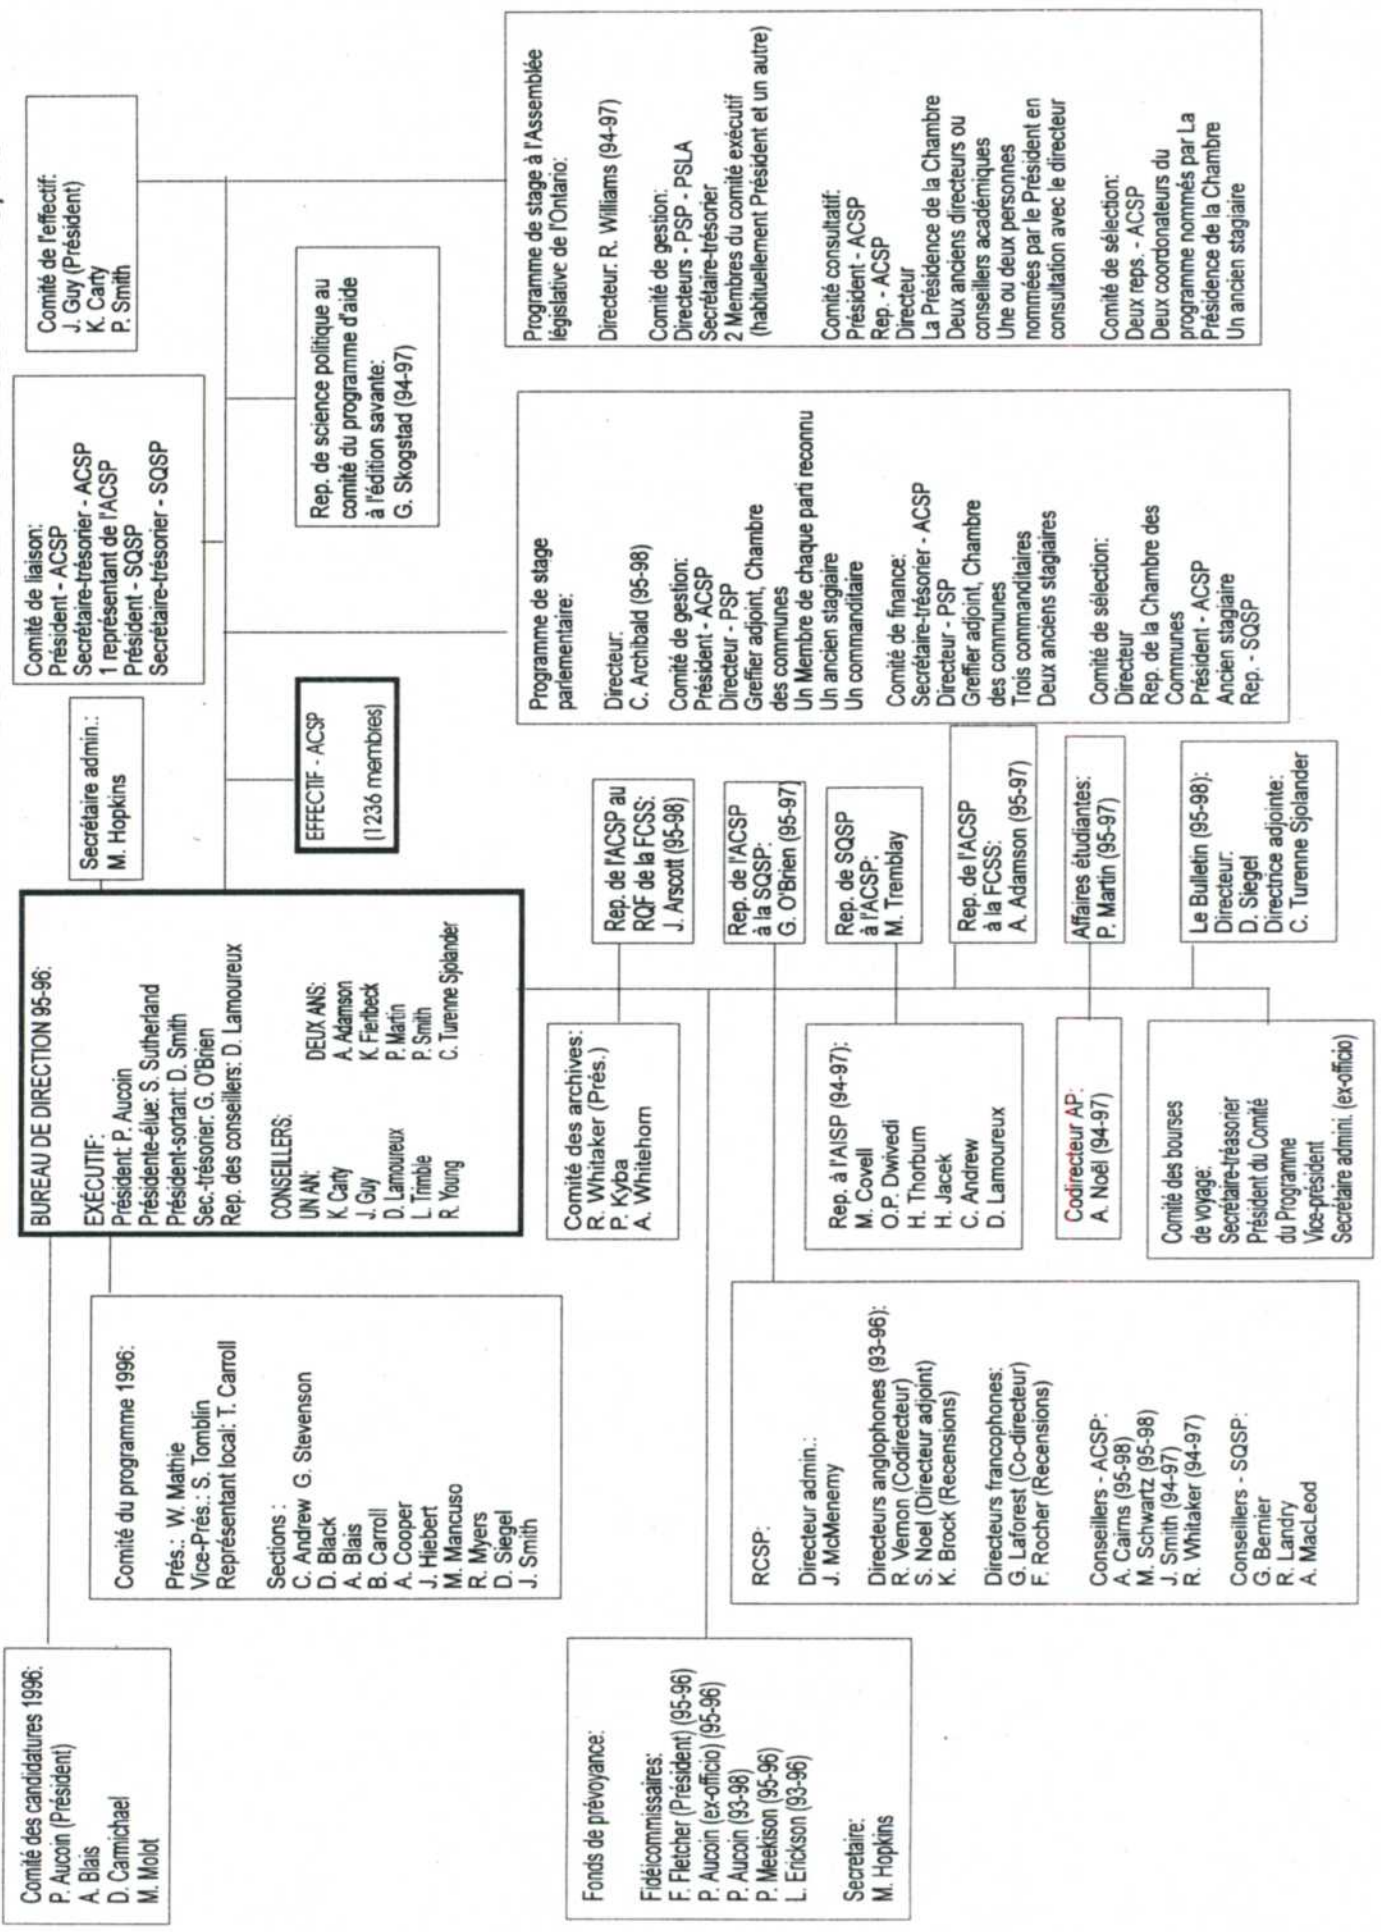 Comité des candidatures 1996:
P. Aucoin (Président)
A. Blais
D. Carmichael
M. Molot
Comité du programme 1996:
Prés.: W. Mathie
Vice-Prés.: S. Tomblin
Représentant local: T. Carroll
Sections :
C. Andrew G. Stevenson
D. Black
A. Blais
B. Carroll
A. Cooper
J. Hiebert
M. Mancuso
R. Myers
D. Siegel
J. Smith
BUREAU DE DIRECTION 95-96:
EXÉCUTIF:
Président: P. Aucoin
Présidente-élue: S. Sutherland
Président-sortant: D. Smith
Sec.-trésorier: G. O'Brien
Rep. des conseillers: D. Lamoureux
CONSEILLERS:
UN AN:
K. Carty
J. Guy
D. Lamoureux
L. Trimble
R. Young
DEUX ANS:
A. Adamson
K. Fierlbeck
P. Martin
P. Smith
C. Turenne Sjolander
Secrétaire admin.:
M. Hopkins
Comité de liaison:
Président - ACSP
Secrétaire-trésorier - ACSP
1 représentant de l'ACSP
Président - SQSP
Secrétaire-trésorier - SQSP
Comité de l'effectif:
J. Guy (Président)
K. Carty
P. Smith
EFFECTIF - ACSP
(1236 membies)
Rep. de science politique au
comité du programme d'aide
à l'édition savante:
G. Skogstad (94-97)
Fonds de prévoyance:
Fidéicommissaires:
F. Fletcher (Président) (95-96)
P. Aucoin (ex-officio) (95-96)
P. Aucoin (93-98)
P. Meekison (95-96)
L. Erickson (93-96)
Secretaire:
M. Hopkins
RCSP:
Directeur admin.:
J. McMenemy
Directeurs anglophones (93-96):
R. Vernon (Codirecteur)
S. Noel (Directeur adjoint)
K. Brock (Recensions)
Directeurs francophones:
G. Laforest (Co-directeur)
F. Rocher (Recensions)
Conseillers - ACSP:
A. Cairns (95-98)
M. Schwartz (95-98)
J. Smith (94-97)
R. Whitaker (94-97)
Conseillers - SQSP:
G. Bernier
R. Landry
A. MacLeod
Comité des archives:
R. Whitaker (Prés.)
P. Kyba
A. Whitehorn
Rep. à l'AISP (94-97):
M. Covell
O.P. Dwivedi
H. Thorburn
H. Jacek
C. Andrew
D. Lamoureux
Codirecteur AP:
A. Noël (94-97)
Comité des bourses
de voyage:
Secrétaire-trésorier
Président du Comité
du Programme
Vice-président
Secrétaire admini. (ex-officio)
Rep. de l'ACSP au
RQF de la FCSS:
J. Arscott (95-98)
Rep. de l'ACSP
à la SQSP:
G. O'Brien (95-97)
Rep. de SQSP
à l'ACSP:
M. Tremblay
Rep. de l'ACSP
à la FCSS:
A. Adamson (95-97)
Affaires étudiantes:
P. Martin (95-97)
Le Bulletin (95-98):
Directeur:
D. Siegel
Directrice adjointe:
C. Turenne Sjolander
Programme de stage
parlementaire:
Directeur:
C. Archibald (95-98)
Comité de gestion:
Président - ACSP
Directeur - PSP
Greffier adjoint, Chambre
des communes
Un Membre de chaque parti reconnu
Un ancien stagiaire
Un commanditaire
Comité de finance:
Secrétaire-trésorier - ACSP
Directeur - PSP
Greffier adjoint, Chambre
des communes
Trois commanditaires
Deux anciens stagiaires
Comité de sélection:
Directeur
Rep. de la Chambre des
Communes
Président - ACSP
Ancien stagiaire
Rep. - SQSP
Programme de stage à l'Assemblée
législative de l'Ontario:
Directeur: R. Williams (94-97)
Comité de gestion:
Directeurs - PSP - PSLA
Secrétaire-trésorier
2 Membres du comité exécutif
(habituellement Président et un autre)
Comité consultatif:
Président - ACSP
Rep. - ACSP
Directeur
La Présidence de la Chambre
Deux anciens directeurs ou
conseillers académiques
Une ou deux personnes
nommées par le Président en
consultation avec le directeur
Comité de sélection:
Deux reps. - ACSP
Deux coordonateurs du
programme nommés par La
Présidence de la Chambre
Un ancien stagiaire